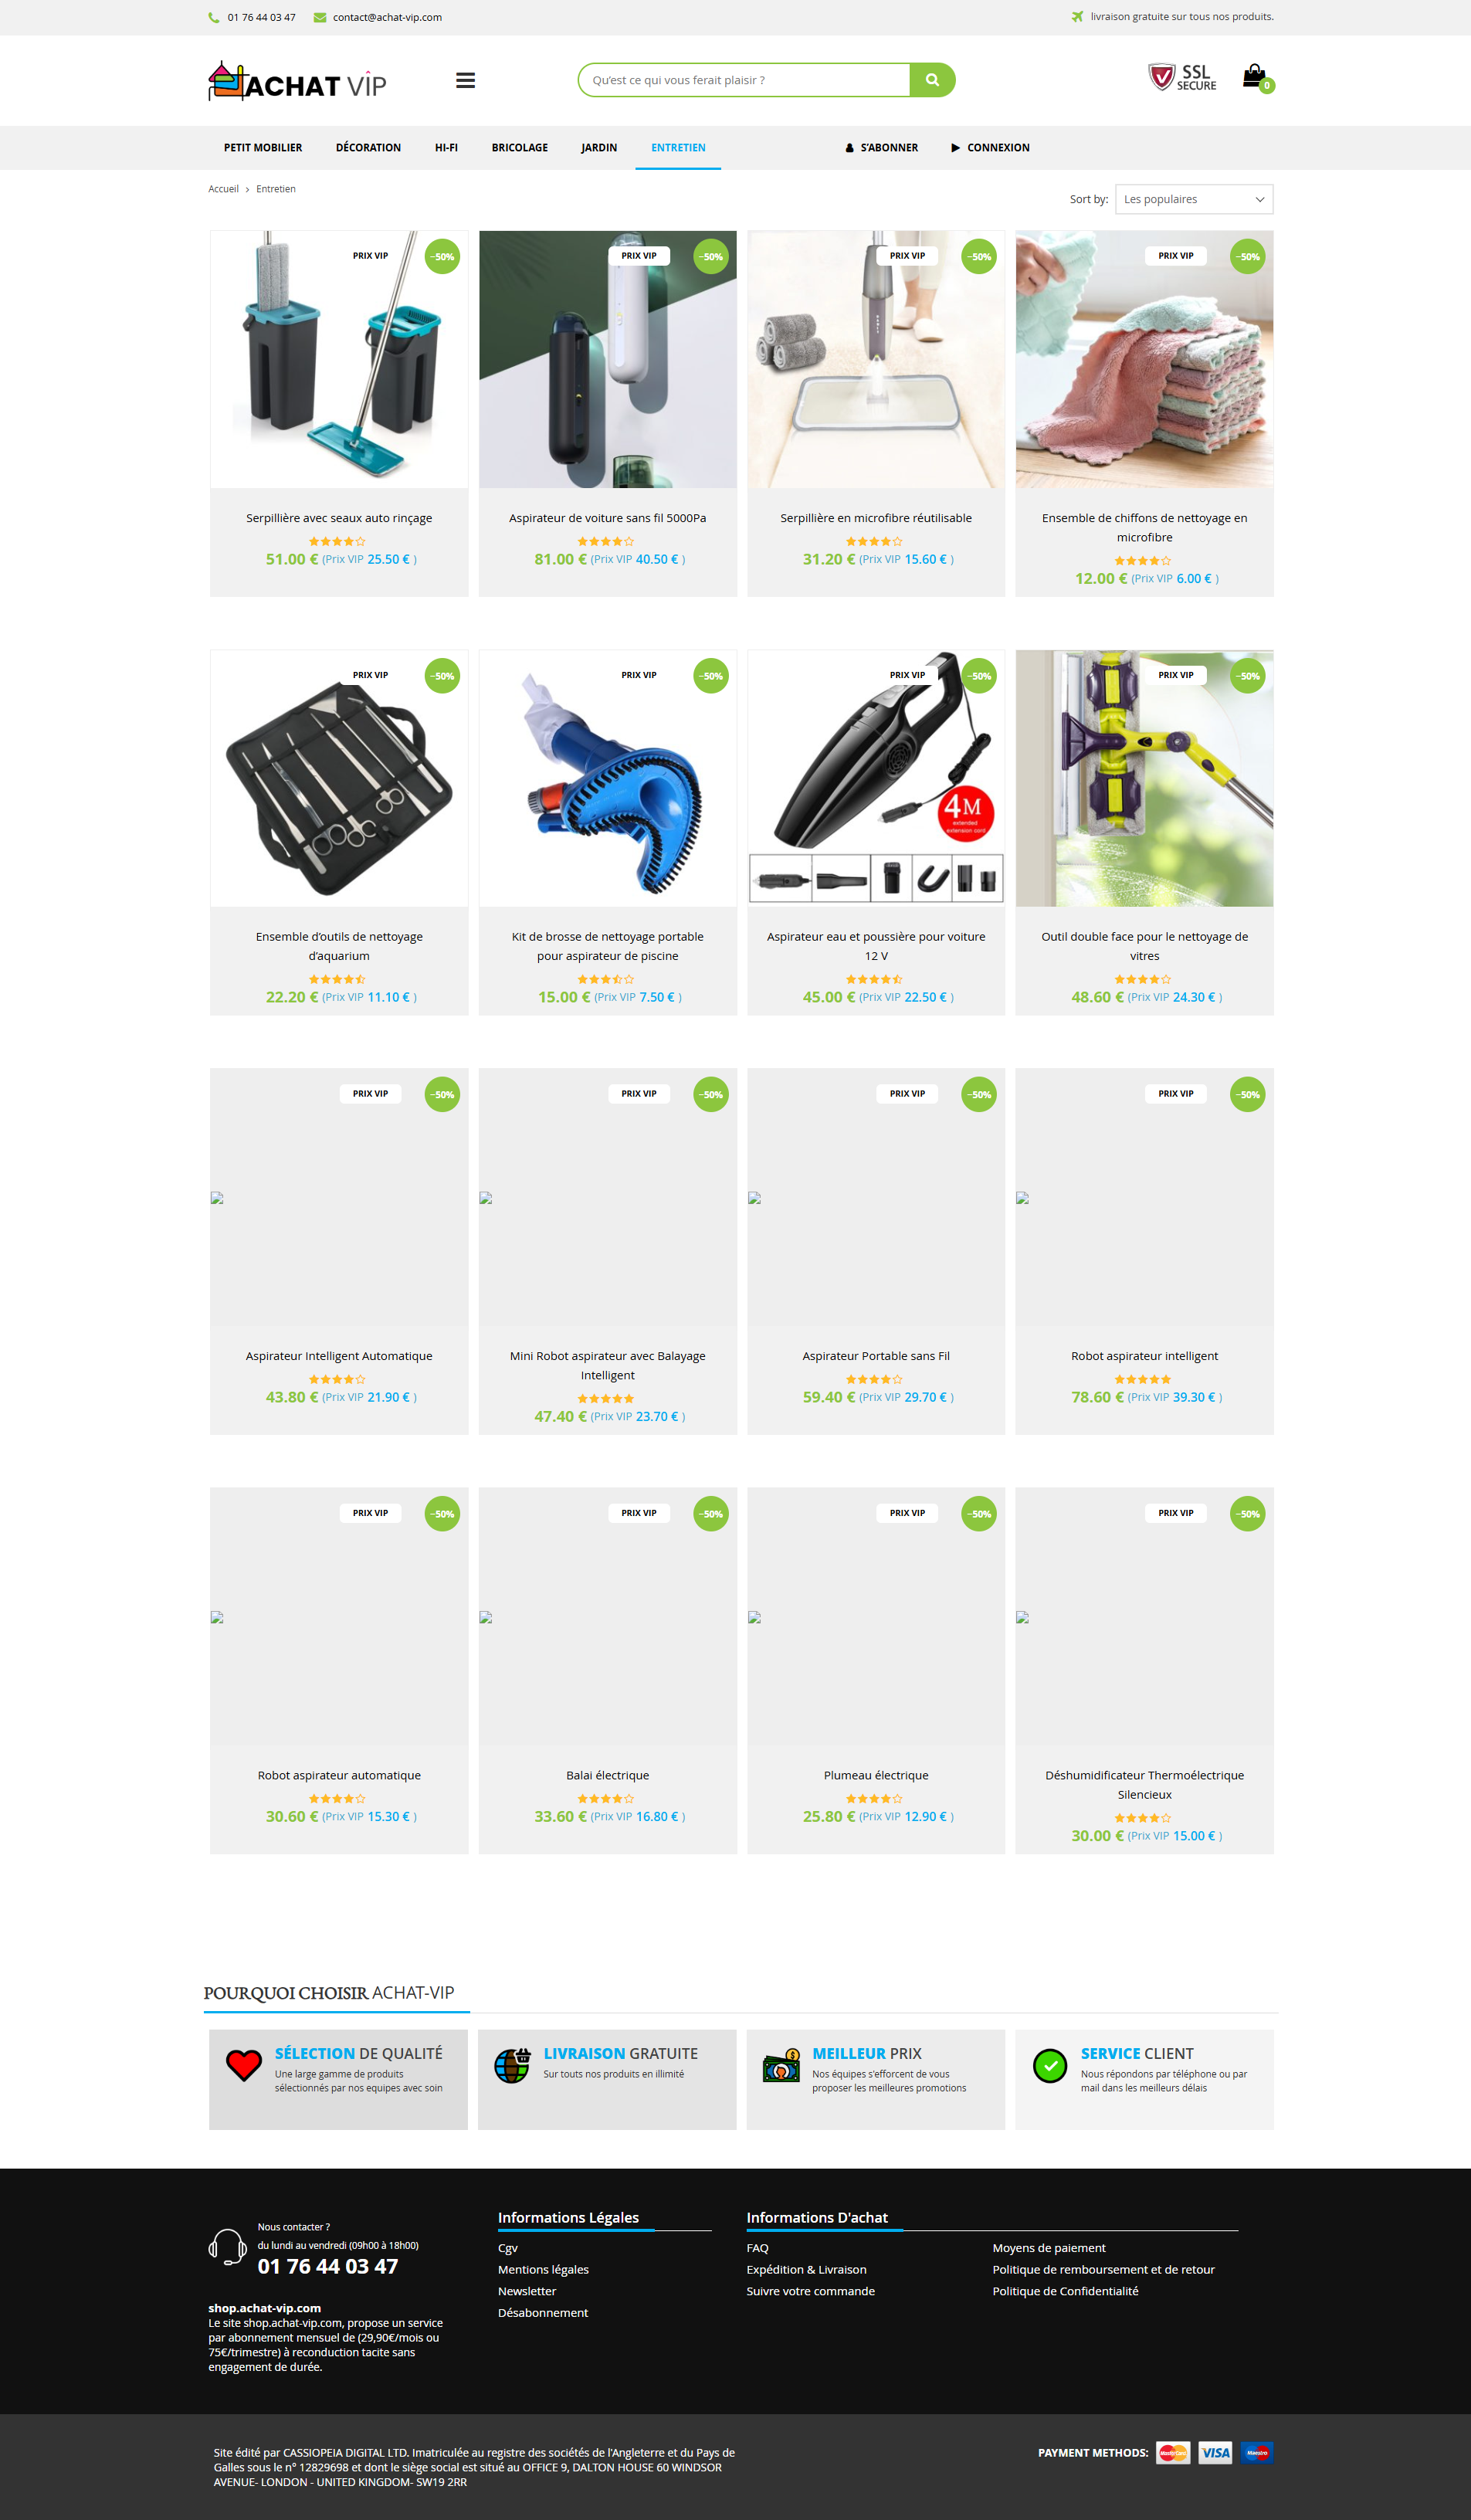 01 76 44 03 47 contact@achat-vip.com livraison gratuite sur tous nos produits.
ACHAT VIP Qu'est ce qui vous ferait plaisir ? SSL SECURE 0
PETIT MOBILIER DÉCORATION HI-FI BRICOLAGE JARDIN ENTRETIEN S'ABONNER CONNEXION
Accueil > Entretien Sort by: Les populaires
PRIX VIP -50% PRIX VIP -50% PRIX VIP -50% PRIX VIP -50%
Serpillière avec seaux auto rinçage
51.00 € (Prix VIP 25.50 € )
Aspirateur de voiture sans fil 5000Pa
81.00 € (Prix VIP 40.50 € )
Serpillière en microfibre réutilisable
31.20 € (Prix VIP 15.60 € )
Ensemble de chiffons de nettoyage en
microfibre
12.00 € (Prix VIP 6.00 € )
PRIX VIP -50% PRIX VIP -50% PRIX VIP -50% PRIX VIP -50%
4M
extended
extension cord
Ensemble d'outils de nettoyage
d'aquarium
22.20 € (Prix VIP 11.10 € )
Kit de brosse de nettoyage portable
pour aspirateur de piscine
15.00 € (Prix VIP 7.50 € )
Aspirateur eau et poussière pour voiture
12 V
45.00 € (Prix VIP 22.50 € )
Outil double face pour le nettoyage de
vitres
48.60 € (Prix VIP 24.30 € )
PRIX VIP -50% PRIX VIP -50% PRIX VIP -50% PRIX VIP -50%
Aspirateur Intelligent Automatique
43.80 € (Prix VIP 21.90 € )
Mini Robot aspirateur avec Balayage
Intelligent
47.40 € (Prix VIP 23.70 € )
Aspirateur Portable sans Fil
59.40 € (Prix VIP 29.70 € )
Robot aspirateur intelligent
78.60 € (Prix VIP 39.30 € )
PRIX VIP -50% PRIX VIP -50% PRIX VIP -50% PRIX VIP -50%
Robot aspirateur automatique
30.60 € (Prix VIP 15.30 € )
Balai électrique
33.60 € (Prix VIP 16.80 € )
Plumeau électrique
25.80 € (Prix VIP 12.90 € )
Déshumidificateur Thermoélectrique
Silencieux
30.00 € (Prix VIP 15.00 € )
POURQUOI CHOISIR ACHAT-VIP
SÉLECTION DE QUALITÉ
Une large gamme de produits
sélectionnés par nos equipes avec soin
LIVRAISON GRATUITE
Sur touts nos produits en illimité
MEILLEUR PRIX
Nos équipes s'efforcent de vous
proposer les meilleures promotions
SERVICE CLIENT
Nous répondons par téléphone ou par
mail dans les meilleurs délais
Nous contacter ?
du lundi au vendredi (09h00 à 18h00)
01 76 44 03 47
shop.achat-vip.com
Le site shop.achat-vip.com, propose un service
par abonnement mensuel de (29,90€/mois ou
75€/trimestre) à reconduction tacite sans
engagement de durée.
Informations Légales
Cgv
Mentions légales
Newsletter
Désabonnement
Informations D'achat
FAQ
Expédition & Livraison
Suivre votre commande
Moyens de paiement
Politique de remboursement et de retour
Politique de Confidentialité
Site édité par CASSIOPEIA DIGITAL LTD. Imatriculée au registre des sociétés de l'Angleterre et du Pays de
Galles sous le n° 12829698 et dont le siège social est situé au OFFICE 9, DALTON HOUSE 60 WINDSOR
AVENUE- LONDON - UNITED KINGDOM- SW19 2RR
PAYMENT METHODS: MasterCard VISA Maestro